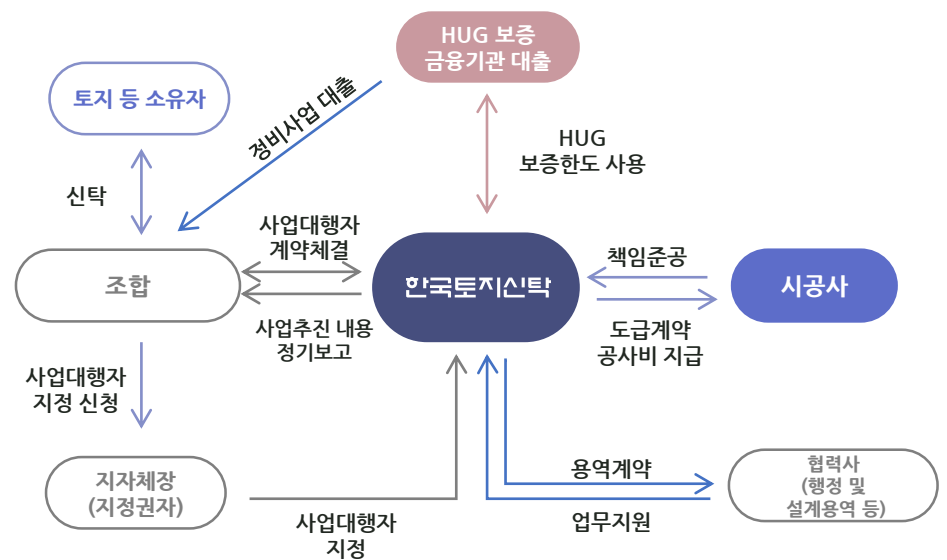 HUG 보증
금융기관 대출
토지 등 소유자
정비사업 대출
HUG
보증한도 사용
신탁
사업대행자
계약체결
조합
한국토지신탁
책임준공
시공사
사업추진 내용
정기보고
도급계약
공사비 지급
사업대행자
지정 신청
지자체장
(지정권자)
사업대행자
지정
용역계약
업무지원
협력사
(행정 및
설계용역 등)